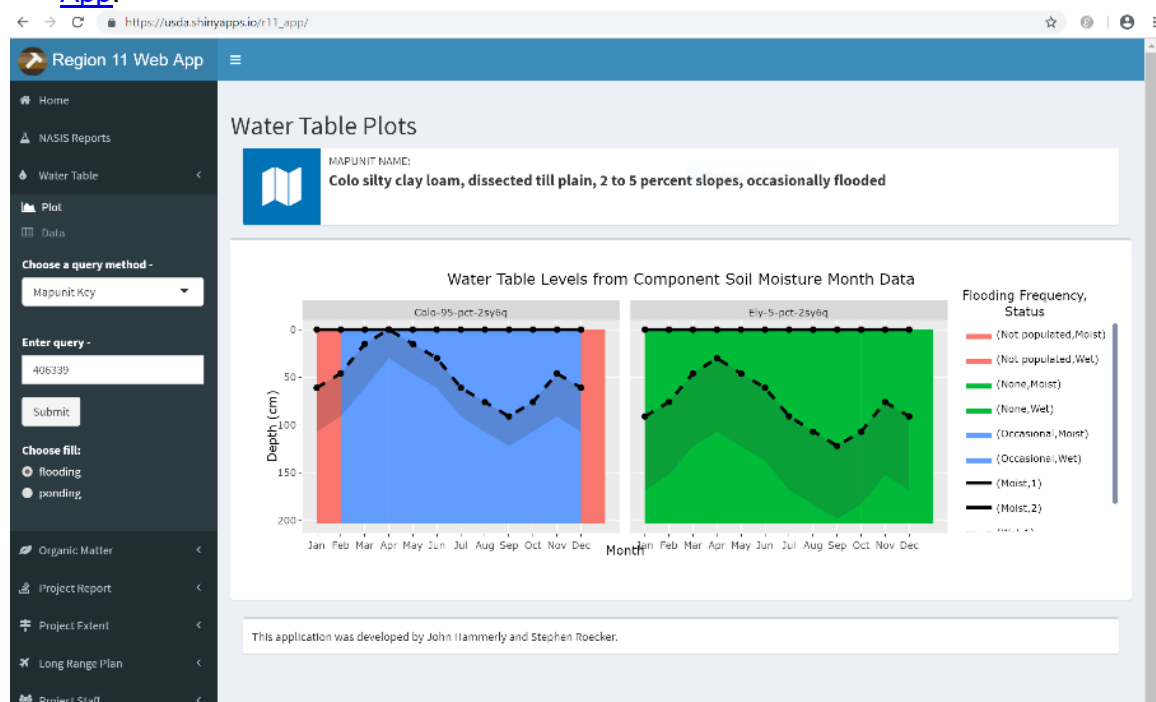 App.
https://usda.shinyapps.io/r11_app/
Region 11 Web App
Home
NASIS Reports
Water Table
Plot
Data
Choose a query method -
Mapunit Key
Enter query -
406339
Submit
Choose fill:
flooding
ponding
Organic Matter
Project Report
Project Extent
Long Range Plan
Project Staff
Water Table Plots
MAPUNIT NAME:
Colo silty clay loam, dissected till plain, 2 to 5 percent slopes, occasionally flooded
Water Table Levels from Component Soil Moisture Month Data
Colo-95-pct-2sy6q
Ely-5-pct-2sy6q
Depth (cm)
0
50
100
150
200
Jan Feb Mar Apr May Jun Jul Aug Sep Oct Nov Dec
Jan Feb Mar Apr May Jun Jul Aug Sep Oct Nov Dec
Month
Flooding Frequency,
Status
(Not populated,Moist)
(Not populated,Wet)
(None,Moist)
(None,Wet)
(Occasional,Moist)
(Occasional,Wet)
(Moist,1)
(Moist,2)
This application was developed by John Hammerly and Stephen Roecker.